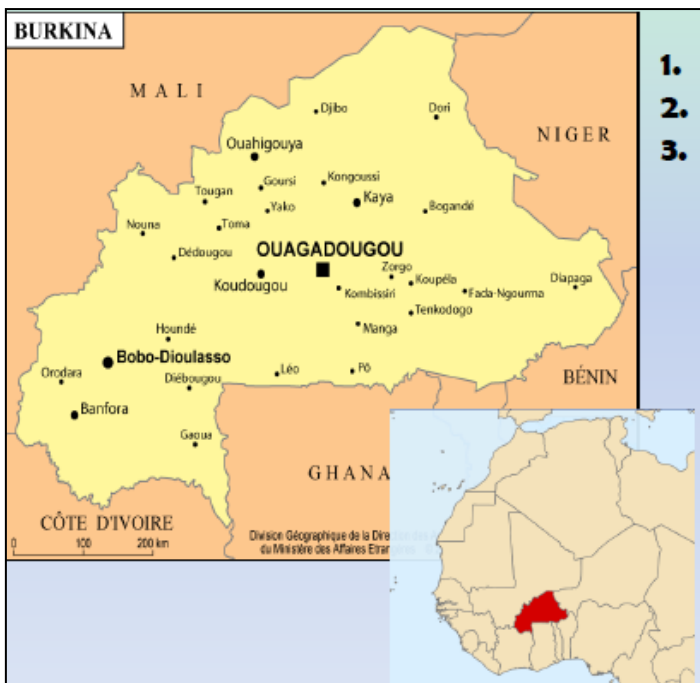 BURKINA
1.
MALI
2.
Djibo
Dori
NIGER
3.
Ouahigouya
Goursi
Kongoussi
Tougan
Kaya
Yako
Bogandé
Nouna
Toma
OUAGADOUGOU
Dédougou
Zorgo
Koupéla
Diapaga
Koudougou
Kombissiri
Fada-Ngourma
Tenkodogo
Manga
Houndé
Bobo-Dioulasso
Orodara
Diébougou
Léo
Pô
BÉNIN
Banfora
Gaoua
GHANA
CÔTE D'IVOIRE
Division Géographique de la
du Ministère des Affaires
0 100 200 km